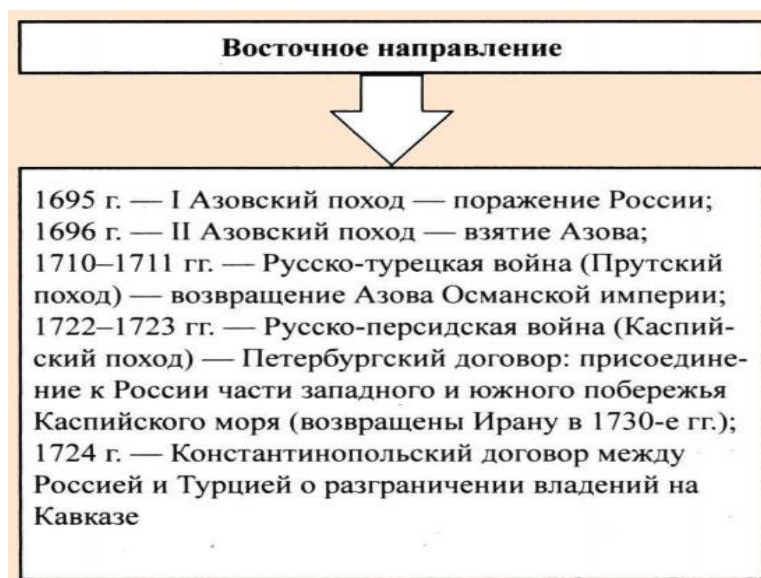 Восточное направление
1695 г. — I Азовский поход — поражение России;
1696 г. — II Азовский поход — взятие Азова;
1710–1711 гг. — Русско-турецкая война (Прутский
поход) — возвращение Азова Османской империи;
1722–1723 гг. — Русско-персидская война (Каспий-
ский поход) — Петербургский договор: присоедине-
ние к России части западного и южного побережья
Каспийского моря (возвращены Ирану в 1730-е гг.);
1724 г. — Константинопольский договор между
Россией и Турцией о разграничении владений на
Кавказе